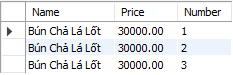 Name Price Number
Bún Chả Lá Lốt 30000.00 1
Bún Chả Lá Lốt 30000.00 2
Bún Chả Lá Lốt 30000.00 3